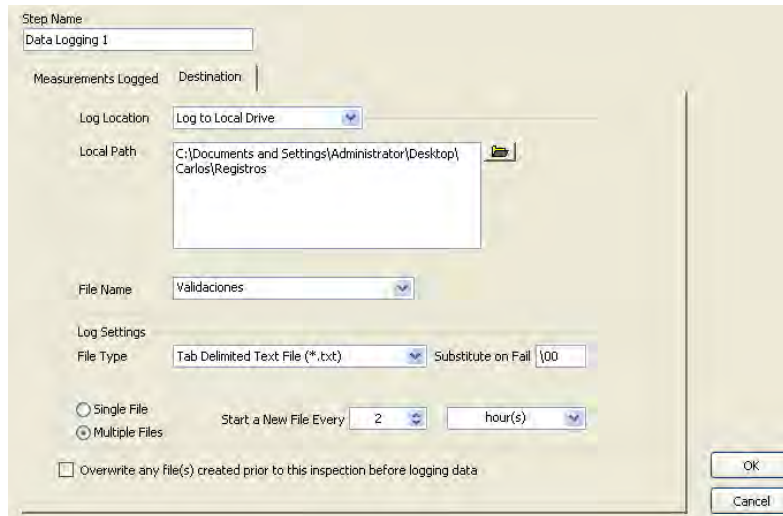 Step Name
Data Logging 1
Measurements Logged Destination
Log Location Log to Local Drive
Local Path C:\Documents and Settings\Administrator\Desktop\
Carlos\Registros
File Name Validaciones
Log Settings
File Type Tab Delimited Text File (*.txt) Substitute on Fail \00
Single File
Start a New File Every 2 hour(s)
Multiple Files
Overwrite any file(s) created prior to this inspection before logging data
OK
Cancel